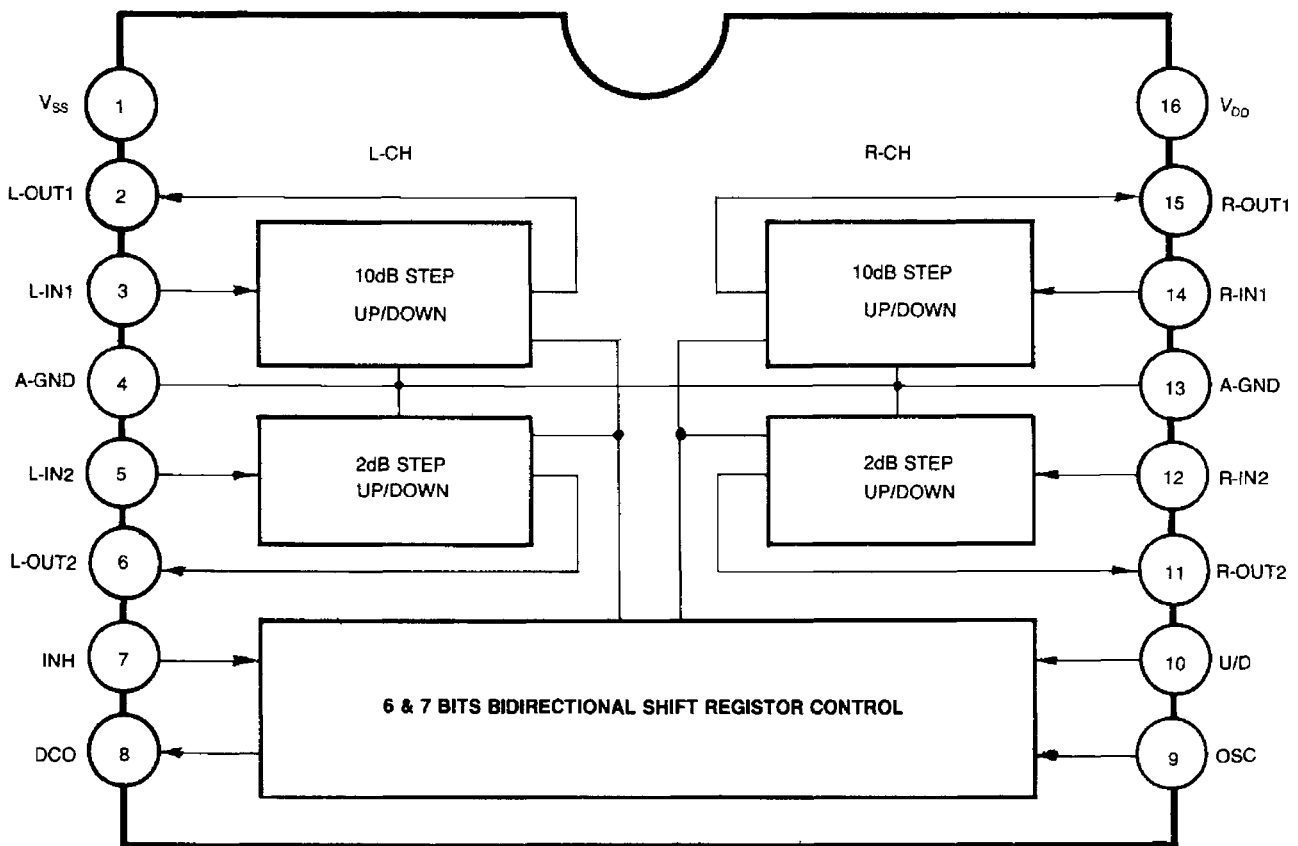 V_SS 1
16 V_DD
L-CH
R-CH
L-OUT1 2
15 R-OUT1
L-IN1 3
10dB STEP
UP/DOWN
10dB STEP
UP/DOWN
14 R-IN1
A-GND 4
13 A-GND
L-IN2 5
2dB STEP
UP/DOWN
2dB STEP
UP/DOWN
12 R-IN2
L-OUT2 6
11 R-OUT2
INH 7
10 U/D
6 & 7 BITS BIDIRECTIONAL SHIFT REGISTOR CONTROL
DCO 8
9 OSC